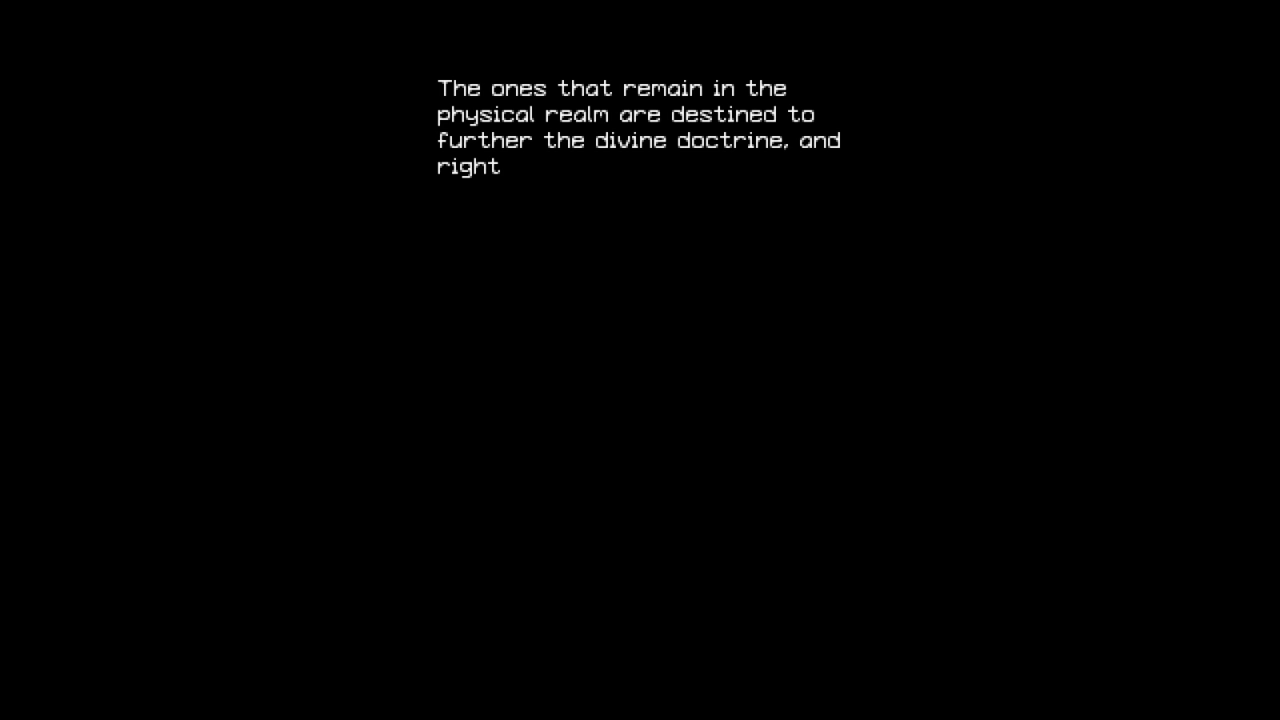 The ones that remain in the
physical realm are destined to
further the divine doctrine, and
right